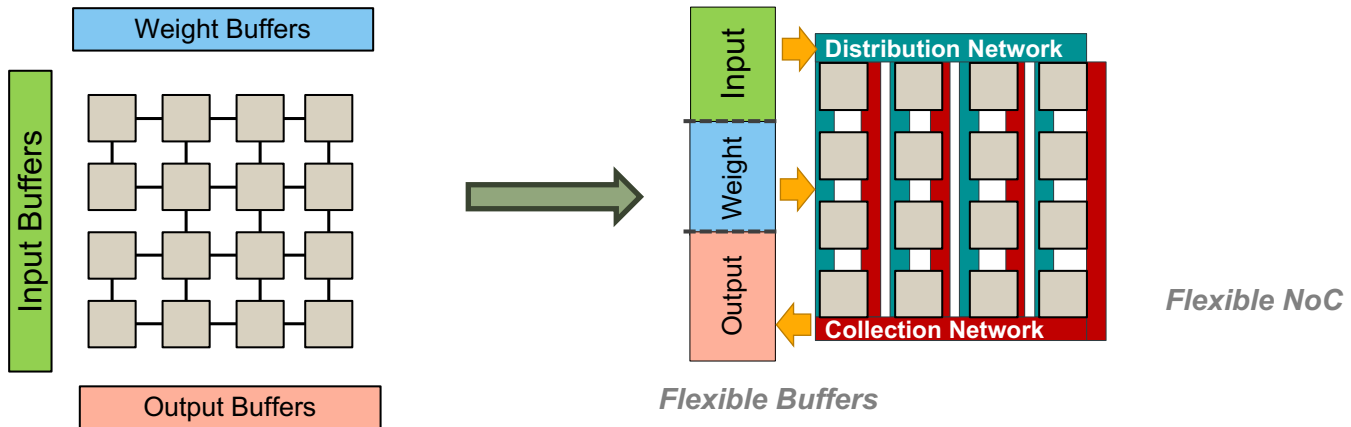 Weight Buffers
Input Buffers
Output Buffers
Input
Weight
Output
Distribution Network
Collection Network
Flexible Buffers
Flexible NoC